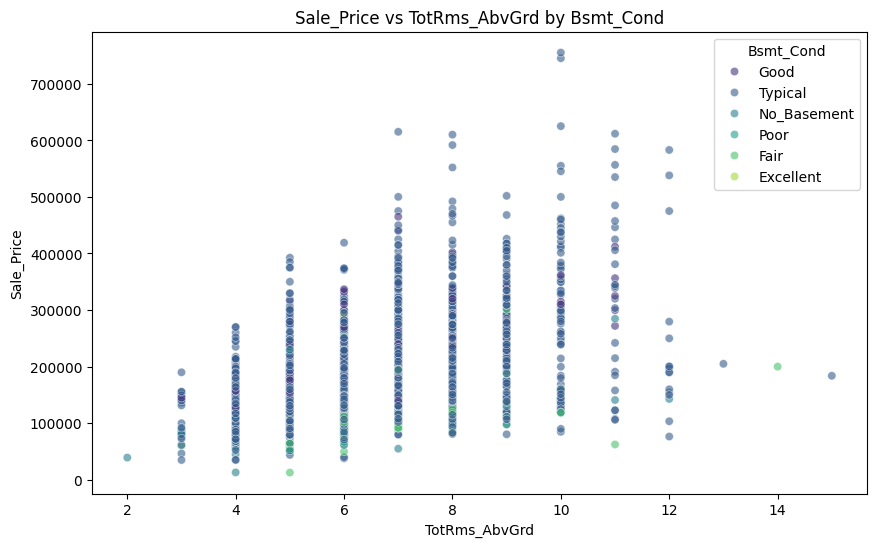 Sale_Price vs TotRms_AbvGrd by Bsmt_Cond
Bsmt_Cond
Good
Typical
No_Basement
Poor
Fair
Excellent
700000
600000
500000
400000
300000
200000
100000
0
Sale_Price
2 4 6 8 10 12 14
TotRms_AbvGrd